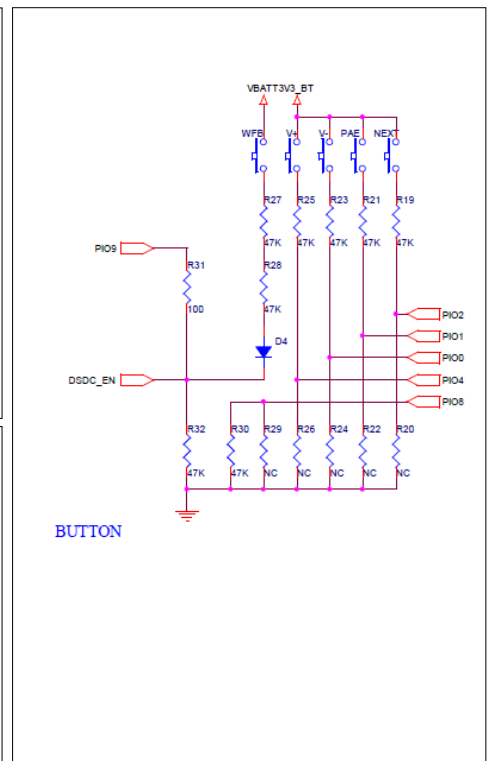 VBATT3V3_BT
WFB V+ V- PAE NEXT
R27 R25 R23 R21 R19
47K 47K 47K 47K 47K
PIO9
R31 R28
100 47K
PIO2
D4 PIO1
PIO0
DSDC_EN PIO4
PIO8
R32 R30 R29 R26 R24 R22 R20
47K 47K NC NC NC NC NC
BUTTON